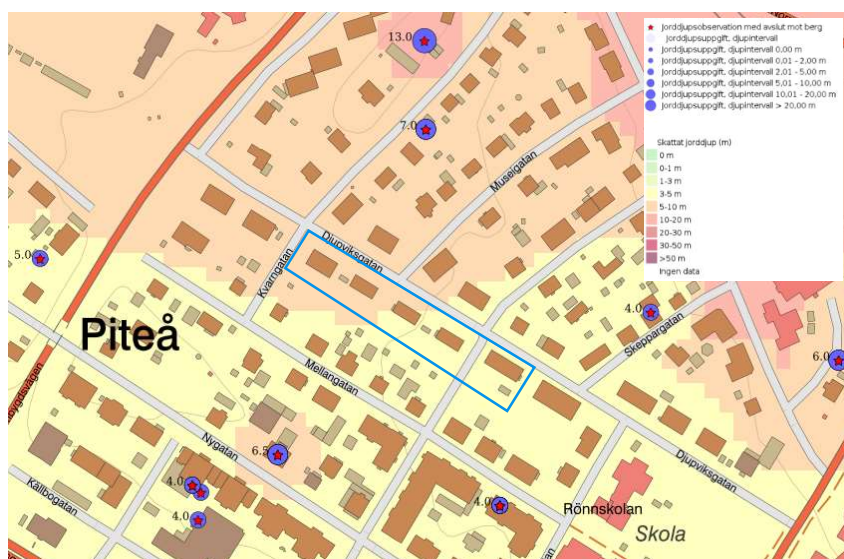 13.0
7.0
5.0
4.0
6.0
6.5
4.0
4.0
4.0
Museigatan
Djupviksgatan
Kvarngatan
Skeppargatan
Piteå
Mellangatan
Nygatan
Källbogatan
Djupviksgatan
Rönnskolan
Skola
Jorddjupsobservation med avslut mot berg
Jorddjupsuppgift, djupintervall
Jorddjupsuppgift, djupintervall 0,00 m
Jorddjupsuppgift, djupintervall 0,01 - 2,00 m
Jorddjupsuppgift, djupintervall 2,01 - 5,00 m
Jorddjupsuppgift, djupintervall 5,01 - 10,00 m
Jorddjupsuppgift, djupintervall 10,01 - 20,00 m
Jorddjupsuppgift, djupintervall > 20,00 m
Skattat jorddjup (m)
0 m
0-1 m
1-3 m
3-5 m
5-10 m
10-20 m
20-30 m
30-50 m
>50 m
Ingen data